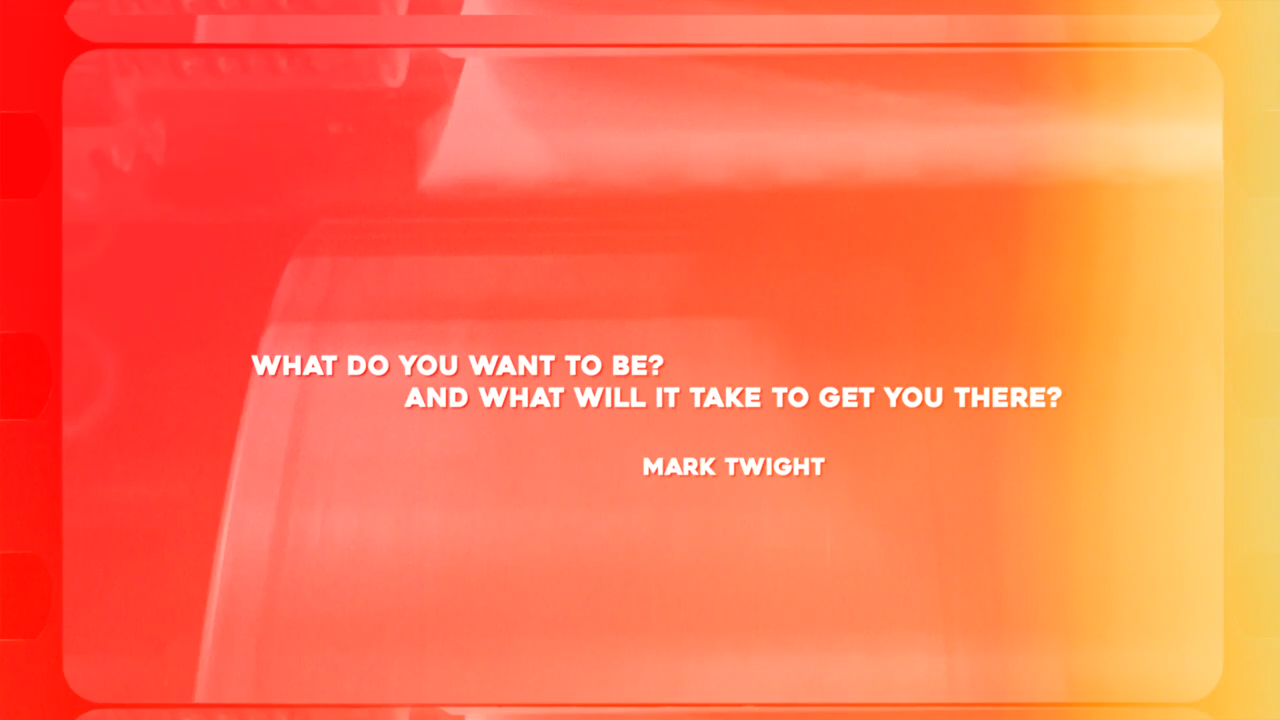 WHAT DO YOU WANT TO BE?
AND WHAT WILL IT TAKE TO GET YOU THERE?
MARK TWIGHT